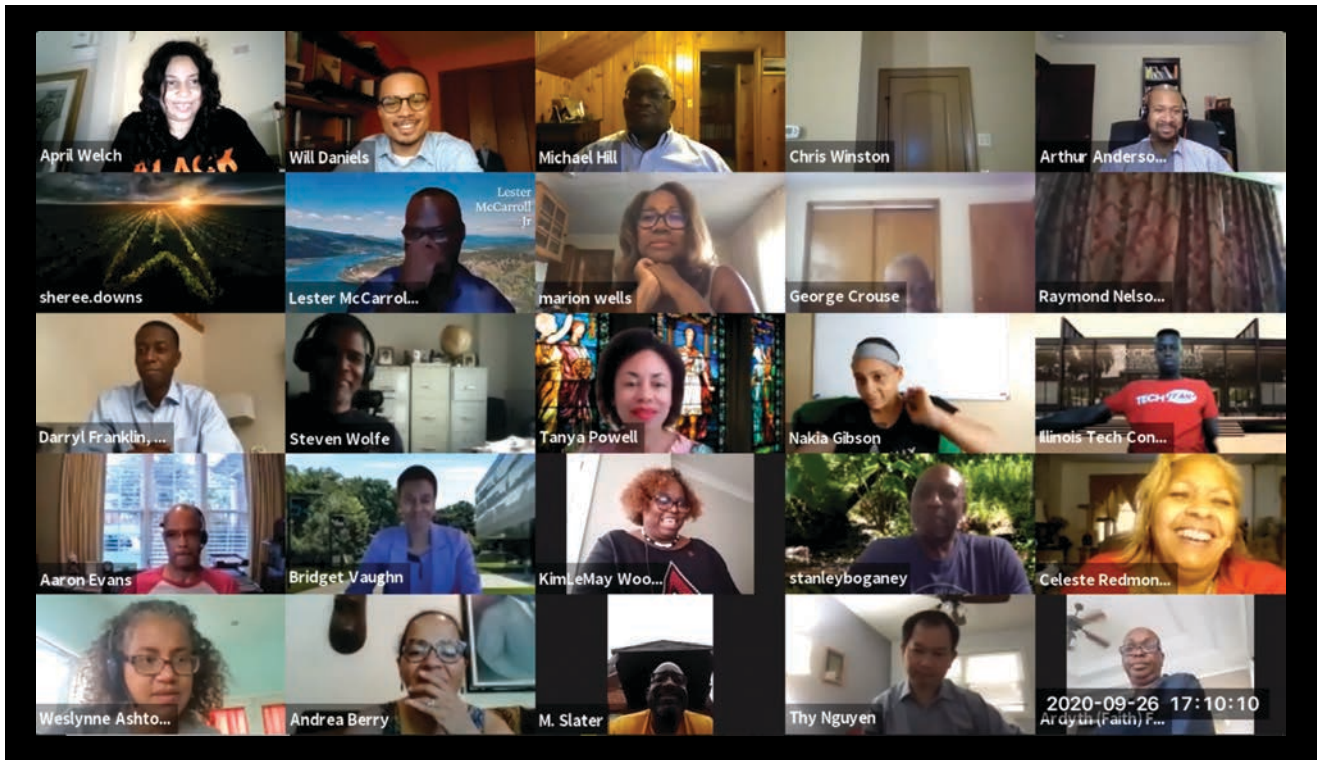 April Welch
Will Daniels
Michael Hill
Chris Winston
Arthur Anderso...
sheree.downs
Lester
McCarroll
Jr
Lester McCarrol...
marion wells
George Crouse
Raymond Nelso...
Darryl Franklin, ...
Steven Wolfe
Tanya Powell
Nakia Gibson
TECH
Illinois Tech Con...
Aaron Evans
Bridget Vaughn
KimLeMay Woo...
stanleyboganey
Celeste Redmon...
Weslynne Ashto...
Andrea Berry
M. Slater
Thy Nguyen
2020-09-26 17:10:10
Ardyth (Faith) F...